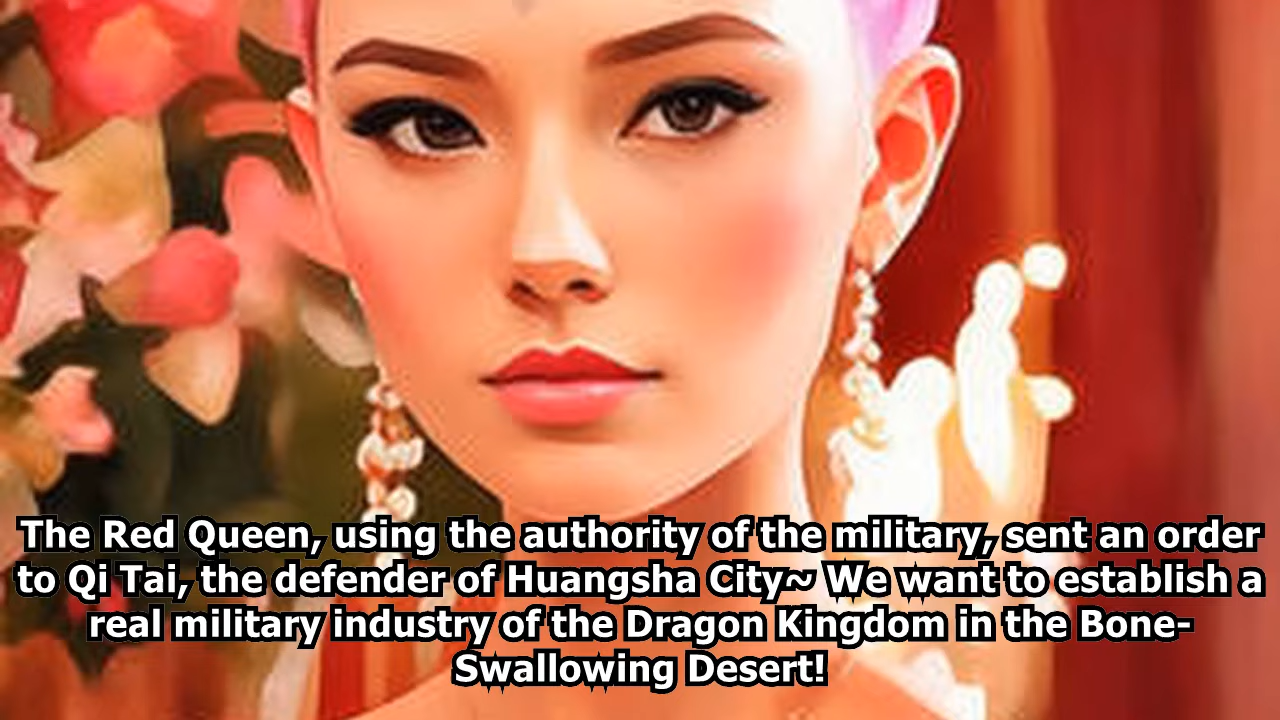 The Red Queen, using the authority of the military, sent an order
to Qi Tai, the defender of Huangsha City~ We want to establish a
real military industry of the Dragon Kingdom in the Bone-
Swallowing Desert!